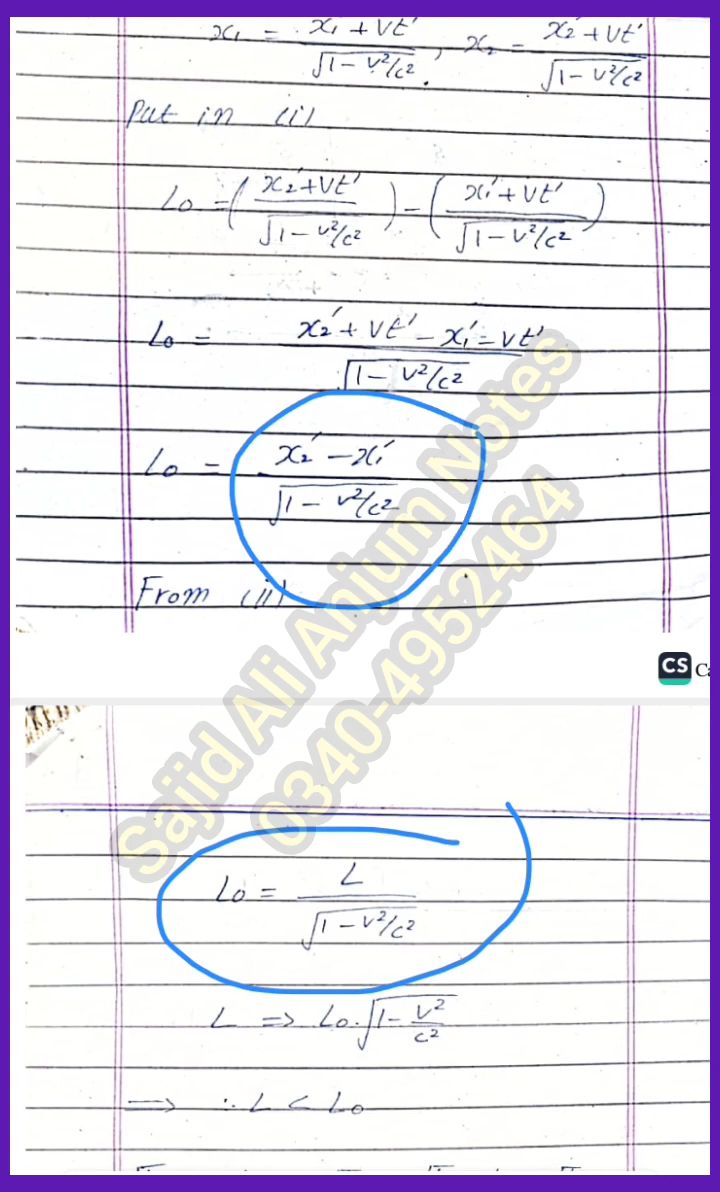 x₁ = x₁' + Vt' / √1 – v²/c² , x₂ = x₂' + Vt' / √1 – v²/c²
Put in (i)
L₀ = ( x₂' + Vt' / √1 – v²/c² ) – ( x₁' + Vt' / √1 – v²/c² )
L₀ = x₂' + Vt' – x₁' – Vt' / √1 – v²/c²
L₀ = x₂' – x₁' / √1 – v²/c²
From (ii)
CS Ca
L₀ = L / √1 – v²/c²
L => L₀ . √1 – v²/c²
=> ∴ L < L₀
Sajid Ali Anjum Notes
0340-4952464